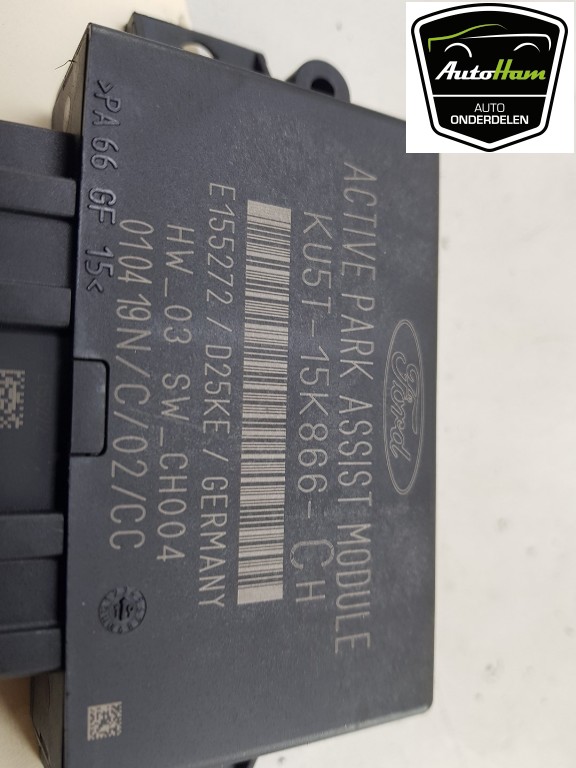 AutoHam
AUTO
ONDERDELEN
Ford
ACTIVE PARK ASSIST MODULE
KU5T-15K866-CH
E155272/D25KE/GERMANY
HW_03 SW_CH004
010419N/C/02/CC
>PA 66 GF 15<